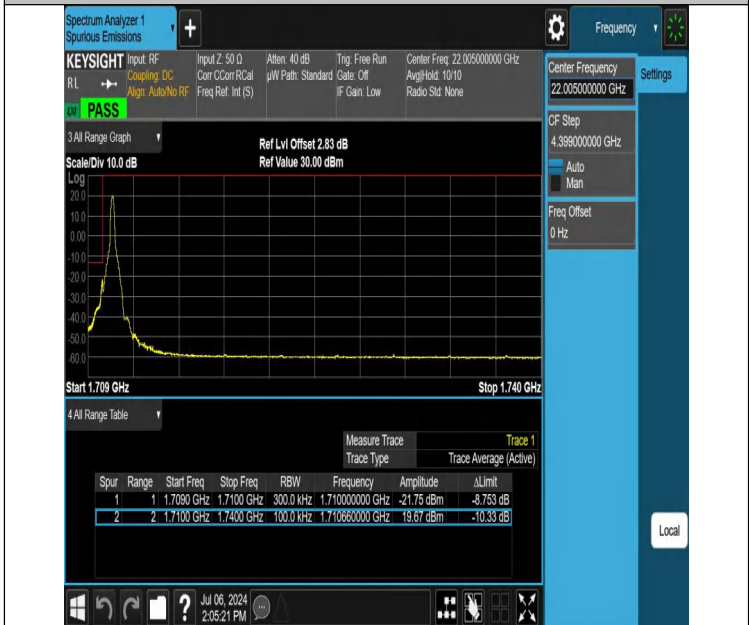 Spectrum Analyzer 1
Spurious Emissions
Frequency
KEYSIGHT
RL
Input: RF
Coupling: DC
Align: Auto/No RF
Input Z: 50 Ω
Corr CCorr RCal
Freq Ref: Int (S)
Atten: 40 dB
µW Path: Standard
Trig: Free Run
Gate: Off
IF Gain: Low
Center Freq: 22.005000000 GHz
Avg|Hold: 10/10
Radio Std: None
LXI PASS
3 All Range Graph
Scale/Div 10.0 dB
Ref Lvl Offset 2.83 dB
Ref Value 30.00 dBm
Log
20.0
10.0
0.00
-10.0
-20.0
-30.0
-40.0
-50.0
-60.0
Start 1.709 GHz
Stop 1.740 GHz
4 All Range Table
Measure Trace Trace 1
Trace Type Trace Average (Active)
Spur Range Start Freq Stop Freq RBW Frequency Amplitude ΔLimit
1 1 1.7090 GHz 1.7100 GHz 300.0 kHz 1.710000000 GHz -21.75 dBm -8.753 dB
2 2 1.7100 GHz 1.7400 GHz 100.0 kHz 1.710660000 GHz 19.67 dBm -10.33 dB
Center Frequency
22.005000000 GHz
Settings
CF Step
4.399000000 GHz
Auto
Man
Freq Offset
0 Hz
Local
?
Jul 06, 2024
2:05:21 PM